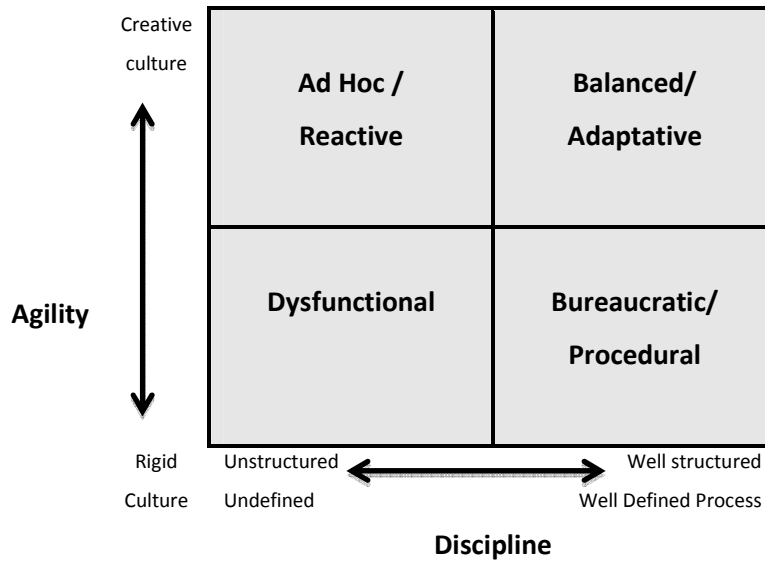 Creative
culture
Ad Hoc /
Reactive
Balanced/
Adaptative
Agility
Dysfunctional
Bureaucratic/
Procedural
Rigid
Culture
Unstructured
Undefined
Well structured
Well Defined Process
Discipline